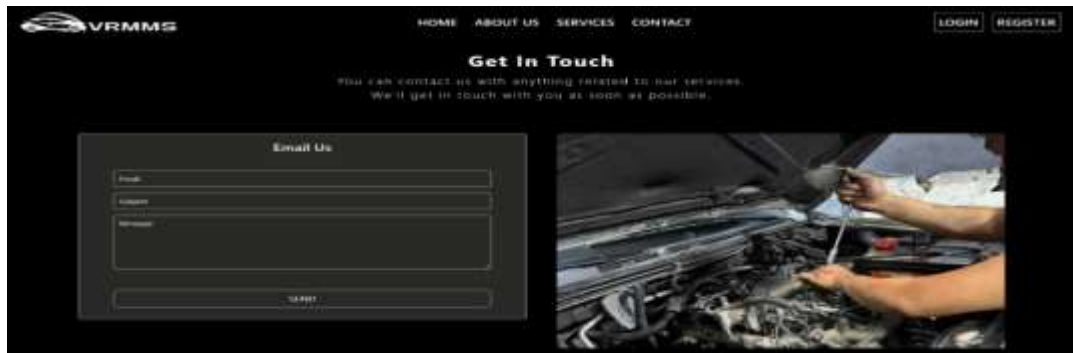 VRMMS
HOME ABOUT US SERVICES CONTACT
LOGIN REGISTER
Get In Touch
You can contact us with anything related to our services.
We'll get in touch with you as soon as possible.
Email Us
Email
Subject
Message
SUBMIT